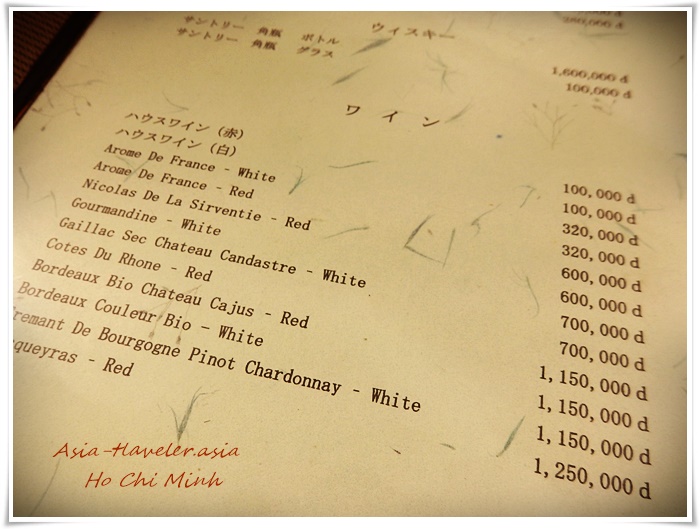 280,000 đ
ウィスキー
サントリー 角瓶 ボトル 1,600,000 đ
サントリー 角瓶 グラス 100,000 đ
ワイン
ハウスワイン (赤) 100,000 đ
ハウスワイン (白) 100,000 đ
Arome De France - White 320,000 đ
Arome De France - Red 320,000 đ
Nicolas De La Sirventie - Red 600,000 đ
Gourmandine - White 600,000 đ
Gaillac Sec Chateau Candastre - White 700,000 đ
Cotes Du Rhone - Red 700,000 đ
Bordeaux Bio Chateau Cajus - Red 1,150,000 đ
Bordeaux Couleur Bio – White 1,150,000 đ
remant De Bourgogne Pinot Chardonnay - White 1,150,000 đ
queyras - Red 1,250,000 đ
Asia-Traveler.asia
Ho Chi Minh